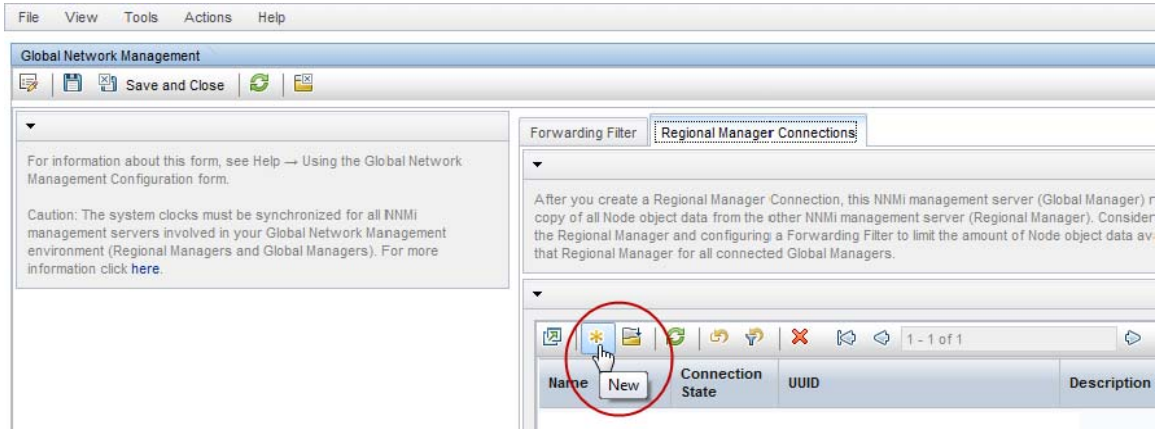 File View Tools Actions Help
Global Network Management
Save and Close
For information about this form, see Help → Using the Global Network
Management Configuration form.
Caution: The system clocks must be synchronized for all NNMi
management servers involved in your Global Network Management
environment (Regional Managers and Global Managers). For more
information click here.
Forwarding Filter Regional Manager Connections
After you create a Regional Manager Connection, this NNMi management server (Global Manager)
copy of all Node object data from the other NNMi management server (Regional Manager). Consider
the Regional Manager and configuring a Forwarding Filter to limit the amount of Node object data
that Regional Manager for all connected Global Managers.
1 - 1 of 1
Name Connection State UUID Description
New